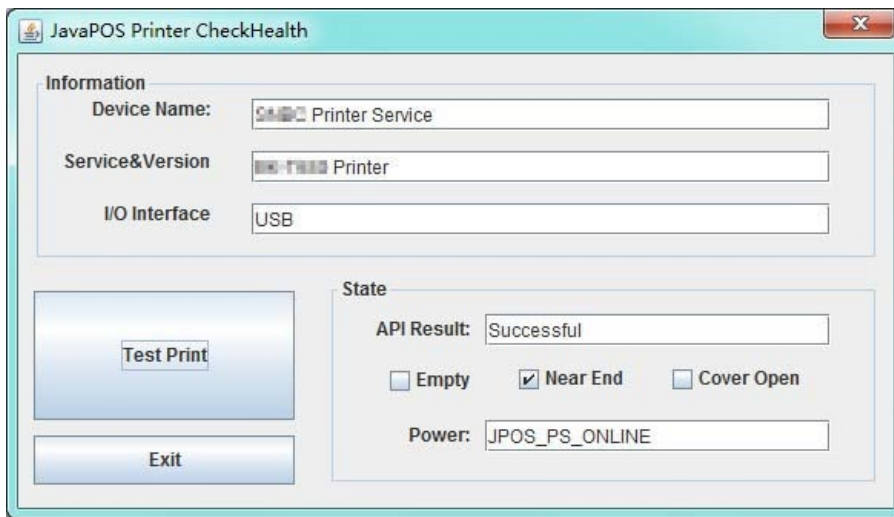 JavaPOS Printer CheckHealth
Information
Device Name:
Printer Service
Service&Version
Printer
I/O Interface
USB
Test Print
Exit
State
API Result:
Successful
Empty
Near End
Cover Open
Power:
JPOS_PS_ONLINE